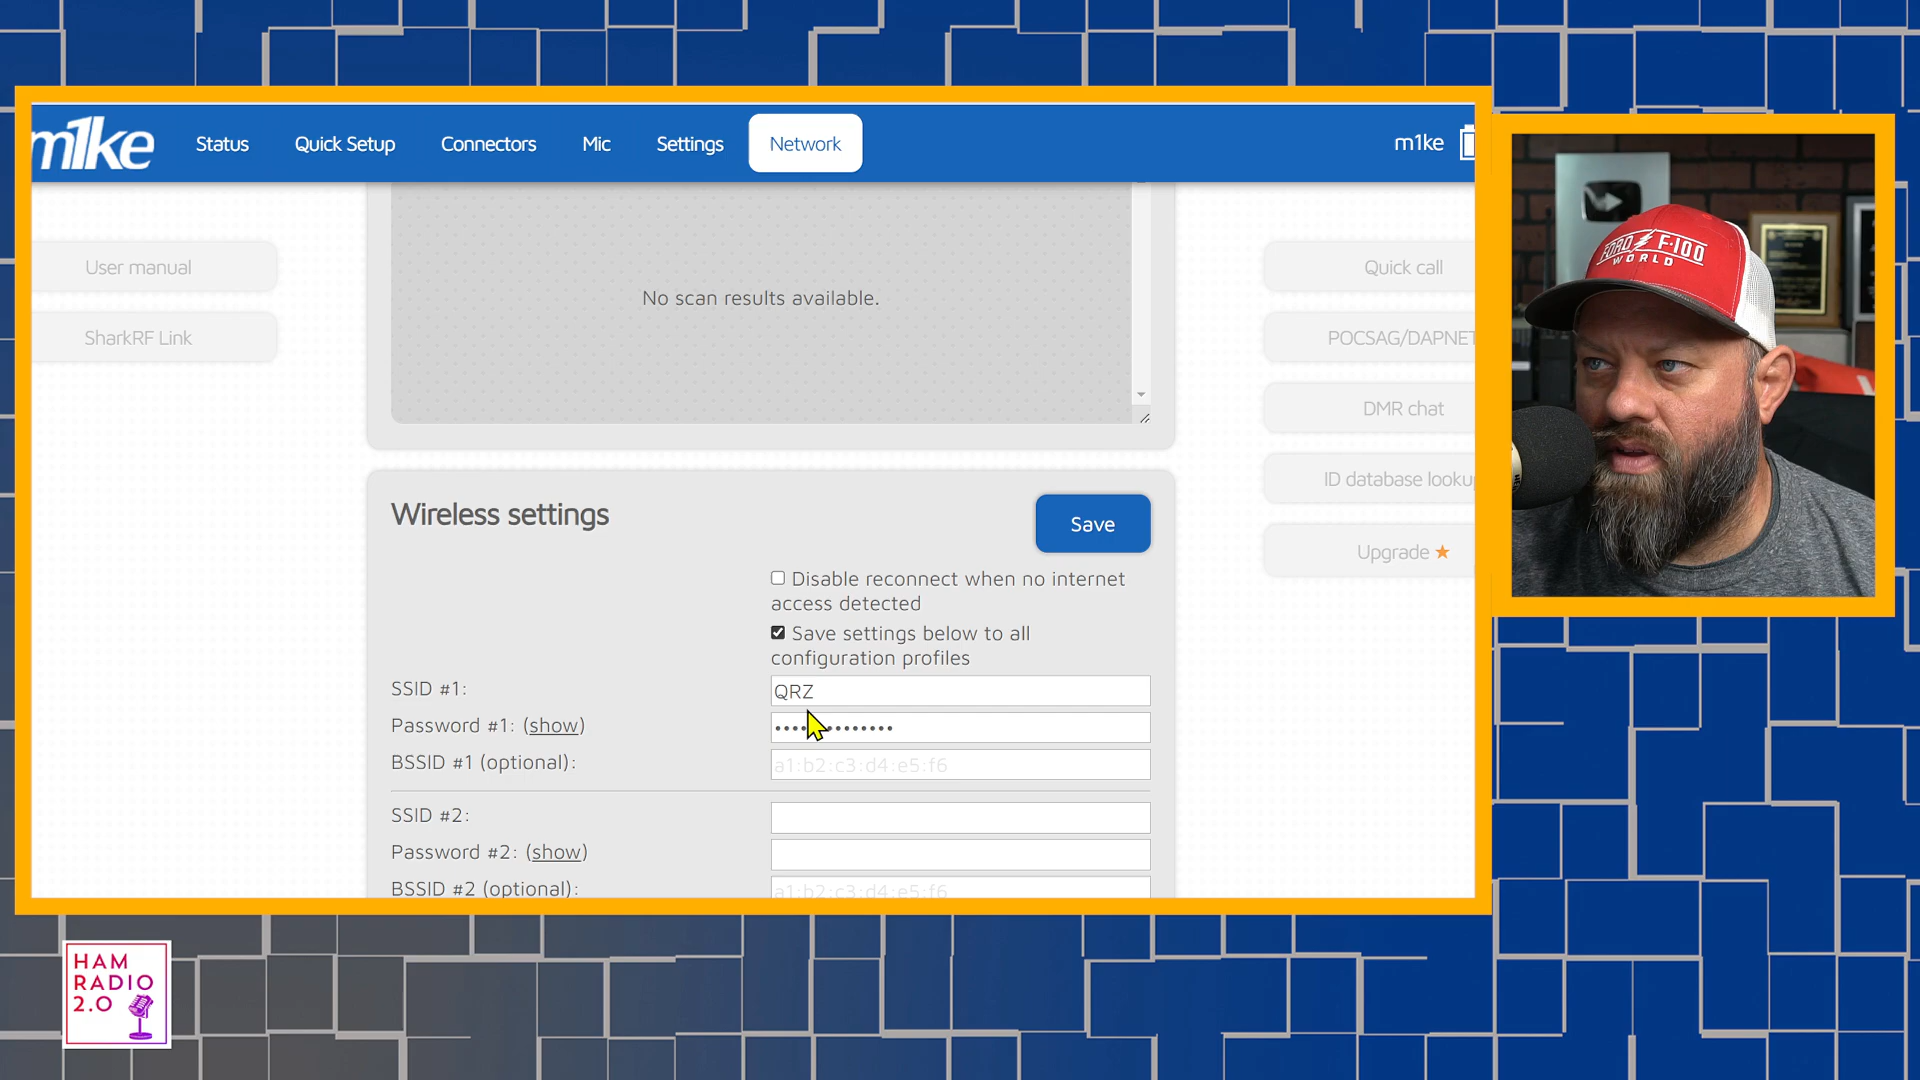 m1ke
Status
Quick Setup
Connectors
Mic
Settings
Network
m1ke
User manual
SharkRF Link
No scan results available.
Quick call
POCSAG/DAPNET
DMR chat
ID database looku
Upgrade ★
Wireless settings
Save
Disable reconnect when no internet
access detected
Save settings below to all
configuration profiles
SSID #1:
QRZ
Password #1: (show)
••••••••••••••
BSSID #1 (optional):
a1:b2:c3:d4:e5:f6
SSID #2:
Password #2: (show)
BSSID #2 (optional):
a1:b2:c3:d4:e5:f6
FORD F-100
WORLD
HAM
RADIO
2.0